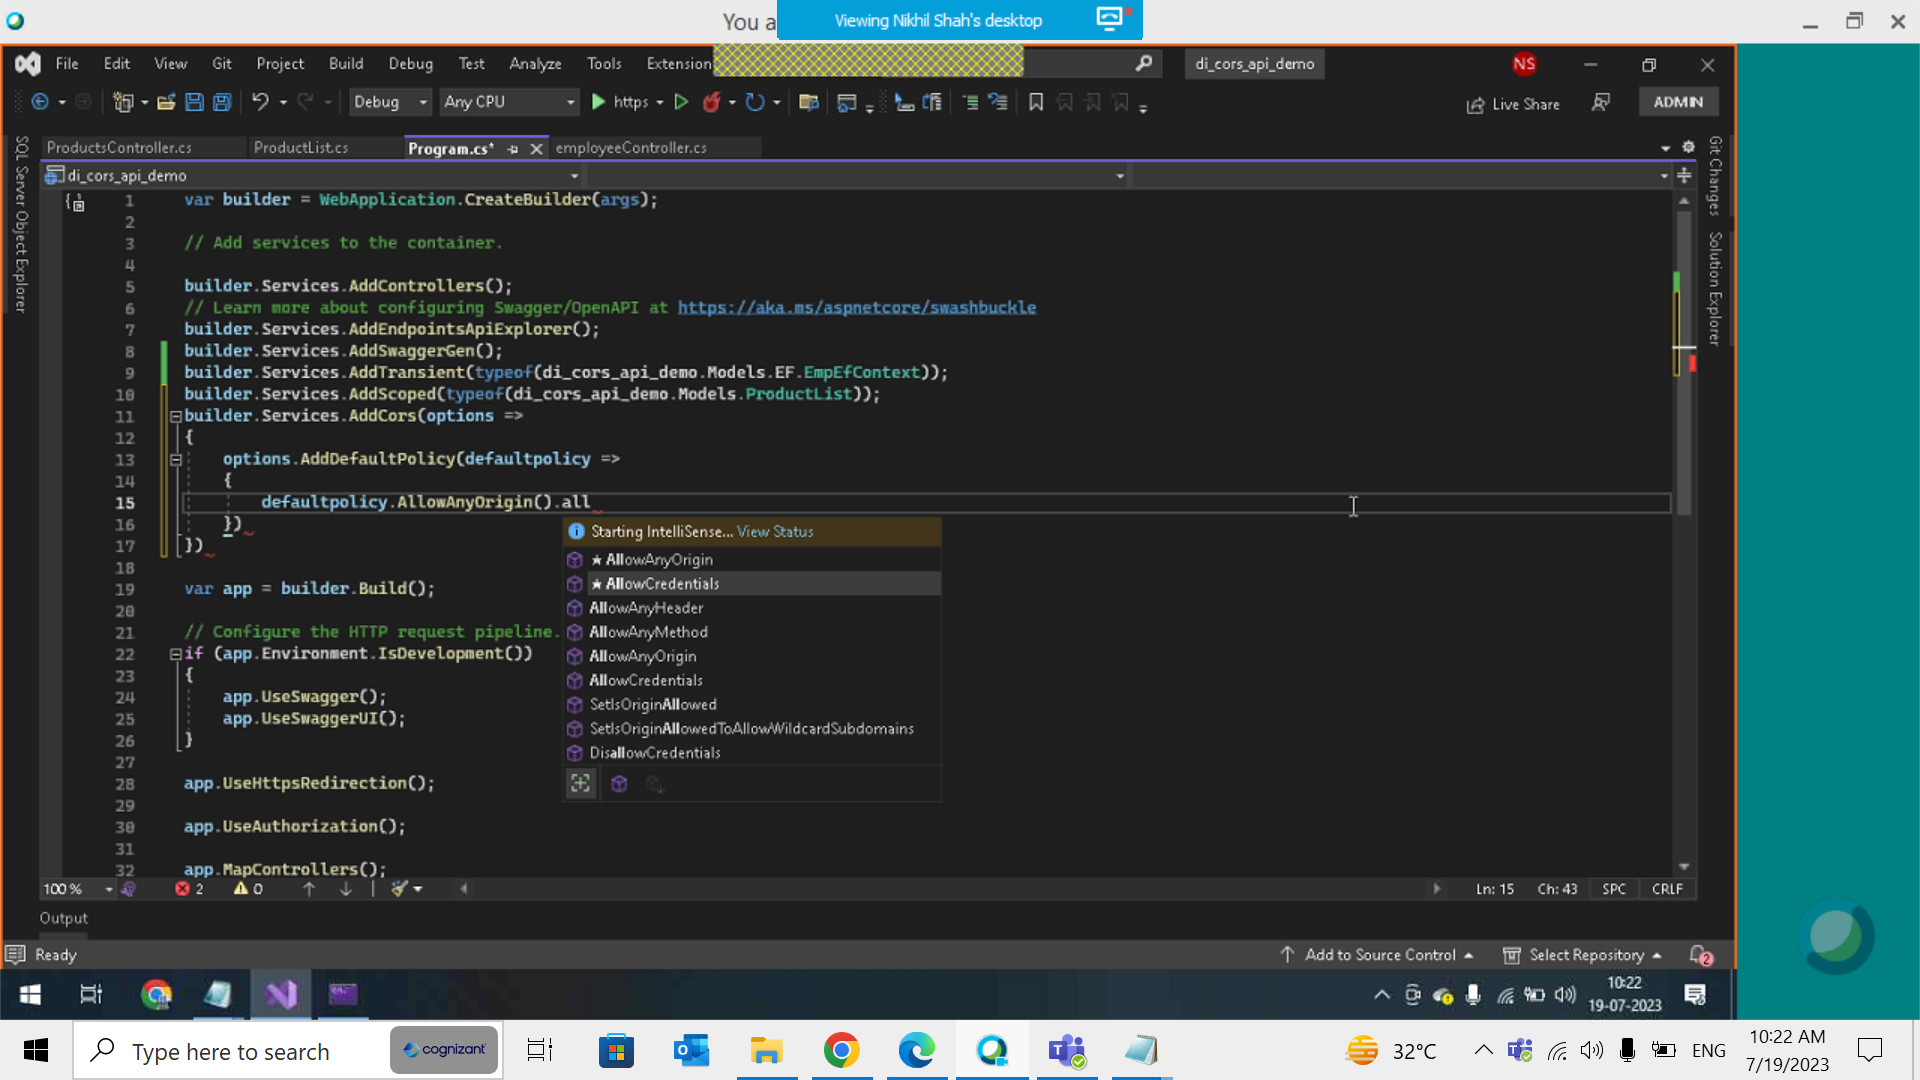 You a
Viewing Nikhil Shah's desktop
File Edit View Git Project Build Debug Test Analyze Tools Extension
di_cors_api_demo
NS
Debug Any CPU https
Live Share
ADMIN
SQL Server Object Explorer
ProductsController.cs ProductList.cs Program.cs* employeeController.cs
di_cors_api_demo
Git Changes
Solution Explorer
1 var builder = WebApplication.CreateBuilder(args);
2
3 // Add services to the container.
4
5 builder.Services.AddControllers();
6 // Learn more about configuring Swagger/OpenAPI at https://aka.ms/aspnetcore/swashbuckle
7 builder.Services.AddEndpointsApiExplorer();
8 builder.Services.AddSwaggerGen();
9 builder.Services.AddTransient(typeof(di_cors_api_demo.Models.EF.EmpEfContext));
10 builder.Services.AddScoped(typeof(di_cors_api_demo.Models.ProductList));
11 builder.Services.AddCors(options =>
12 {
13 options.AddDefaultPolicy(defaultpolicy =>
14 {
15 defaultpolicy.AllowAnyOrigin().all
16 })
17 })
18
19 var app = builder.Build();
20
21 // Configure the HTTP request pipeline.
22 if (app.Environment.IsDevelopment())
23 {
24 app.UseSwagger();
25 app.UseSwaggerUI();
26 }
27
28 app.UseHttpsRedirection();
29
30 app.UseAuthorization();
31
32 app.MapControllers();
Starting IntelliSense... View Status
★ AllowAnyOrigin
★ AllowCredentials
AllowAnyHeader
AllowAnyMethod
AllowAnyOrigin
AllowCredentials
SetIsOriginAllowed
SetIsOriginAllowedToAllowWildcardSubdomains
DisallowCredentials
100 % 2 0 Ln: 15 Ch: 43 SPC CRLF
Output
Ready Add to Source Control Select Repository 2
10:22
19-07-2023
Type here to search cognizant 32°C ENG
10:22 AM
7/19/2023